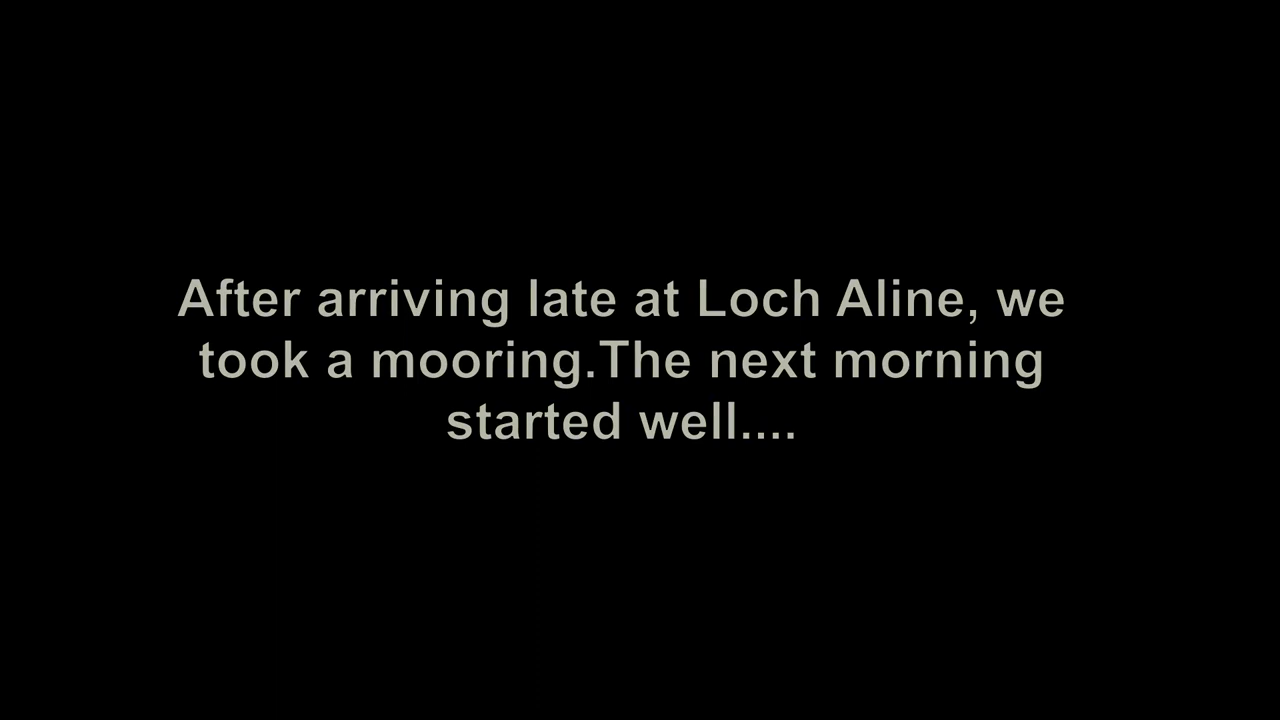 After arriving late at Loch Aline, we
took a mooring.The next morning
started well....